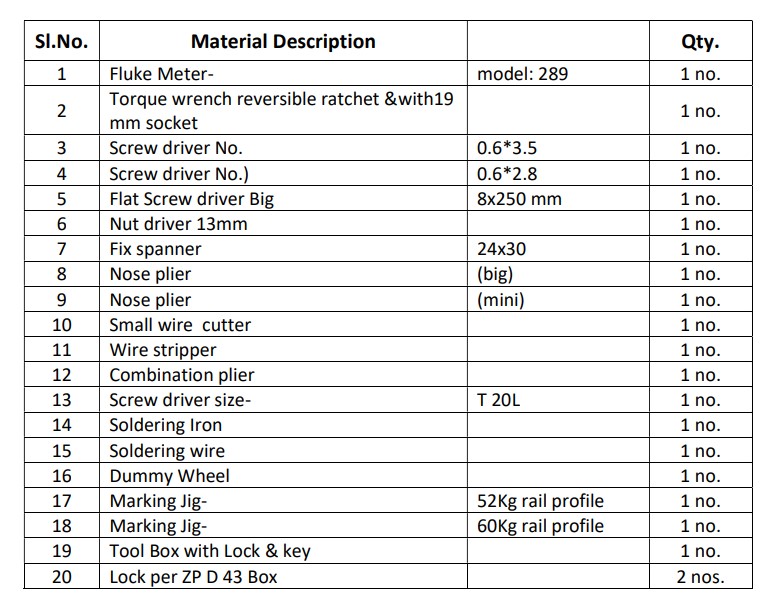 Sl.No. Material Description Qty.
1 Fluke Meter- model: 289 1 no.
2 Torque wrench reversible ratchet &with19
mm socket 1 no.
3 Screw driver No. 0.6*3.5 1 no.
4 Screw driver No.) 0.6*2.8 1 no.
5 Flat Screw driver Big 8x250 mm 1 no.
6 Nut driver 13mm 1 no.
7 Fix spanner 24x30 1 no.
8 Nose plier (big) 1 no.
9 Nose plier (mini) 1 no.
10 Small wire cutter 1 no.
11 Wire stripper 1 no.
12 Combination plier 1 no.
13 Screw driver size- T 20L 1 no.
14 Soldering Iron 1 no.
15 Soldering wire 1 no.
16 Dummy Wheel 1 no.
17 Marking Jig- 52Kg rail profile 1 no.
18 Marking Jig- 60Kg rail profile 1 no.
19 Tool Box with Lock & key 1 no.
20 Lock per ZP D 43 Box 2 nos.